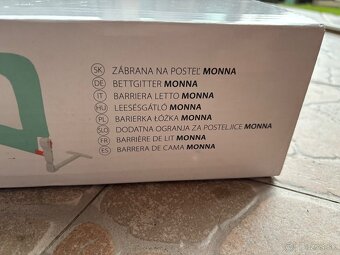 SK ZÁBRANA NA POSTEĽ MONNA
DE BETTGITTER MONNA
IT BARRIERA LETTO MONNA
HU LEESÉSGÁTLÓ MONNA
PL BARIERKA ŁÓŻKA MONNA
SLO DODATNA OGRANJA ZA POSTELJICE MONNA
FR BARRIÈRE DE LIT MONNA
ES BARRERA DE CAMA MONNA